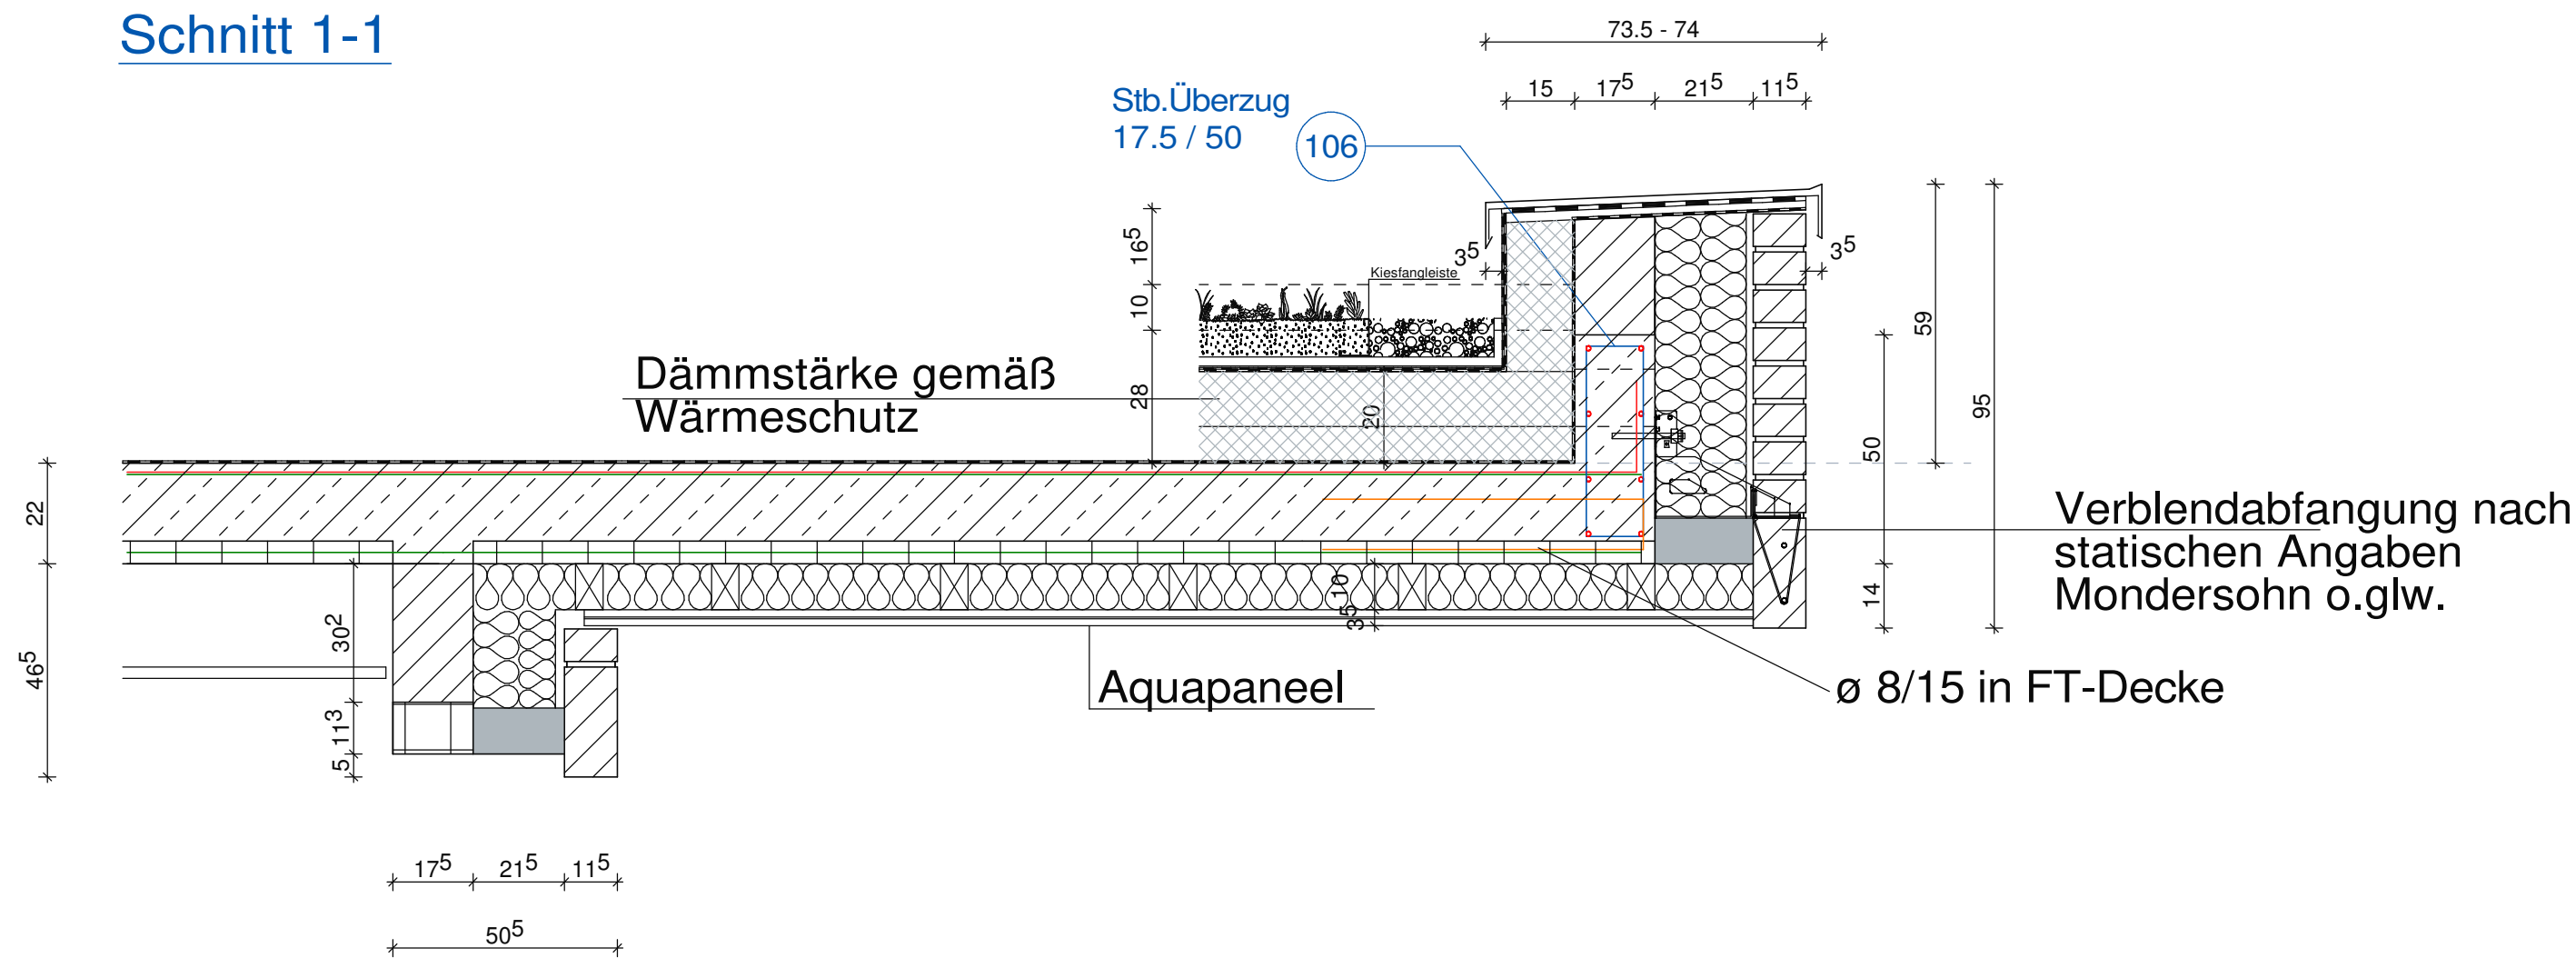 Schnitt 1-1
73.5 - 74
15 17⁵ 21⁵ 11⁵
Stb.Überzug
17.5 / 50
106
16⁵
10
28
3⁵
3⁵
Kiesfangleiste
59
95
50
14
Dämmstärke gemäß
Wärmeschutz
20
22
46⁵
30²
11³
5
10
3⁵
Verblendabfangung nach
statischen Angaben
Mondersohn o.glw.
Aquapaneel
ø 8/15 in FT-Decke
17⁵ 21⁵ 11⁵
50⁵